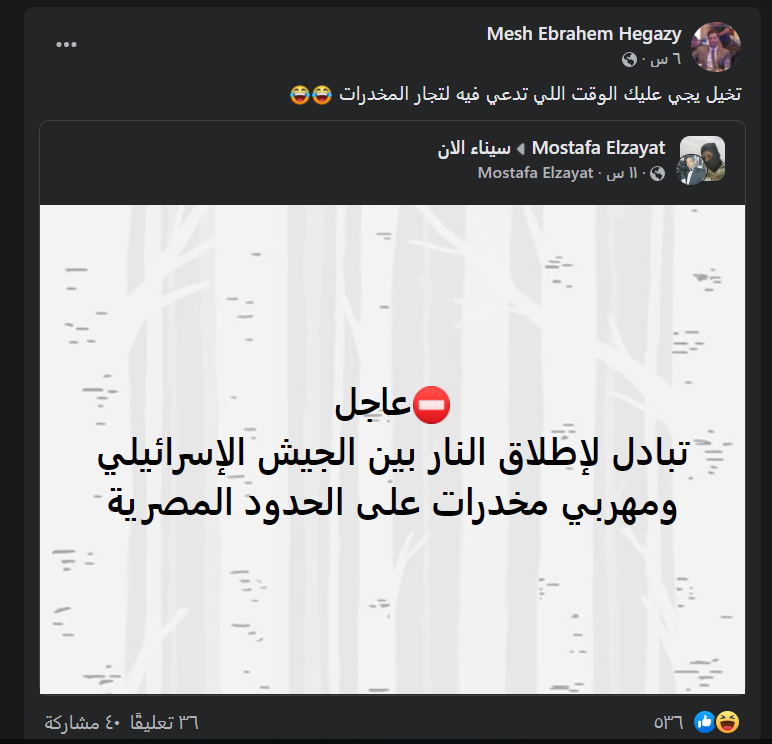 Mesh Ebrahem Hegazy
٦ س ·
تخيل يجي عليك الوقت اللي تدعي فيه لتجار المخدرات 😂😂
Mostafa Elzayat ◂ سيناء الان
Mostafa Elzayat · ١١ س ·
⛔عاجل
تبادل لإطلاق النار بين الجيش الإسرائيلي
ومهربي مخدرات على الحدود المصرية
٥٣٦
٣٦ تعليقًا ٤٠ مشاركة